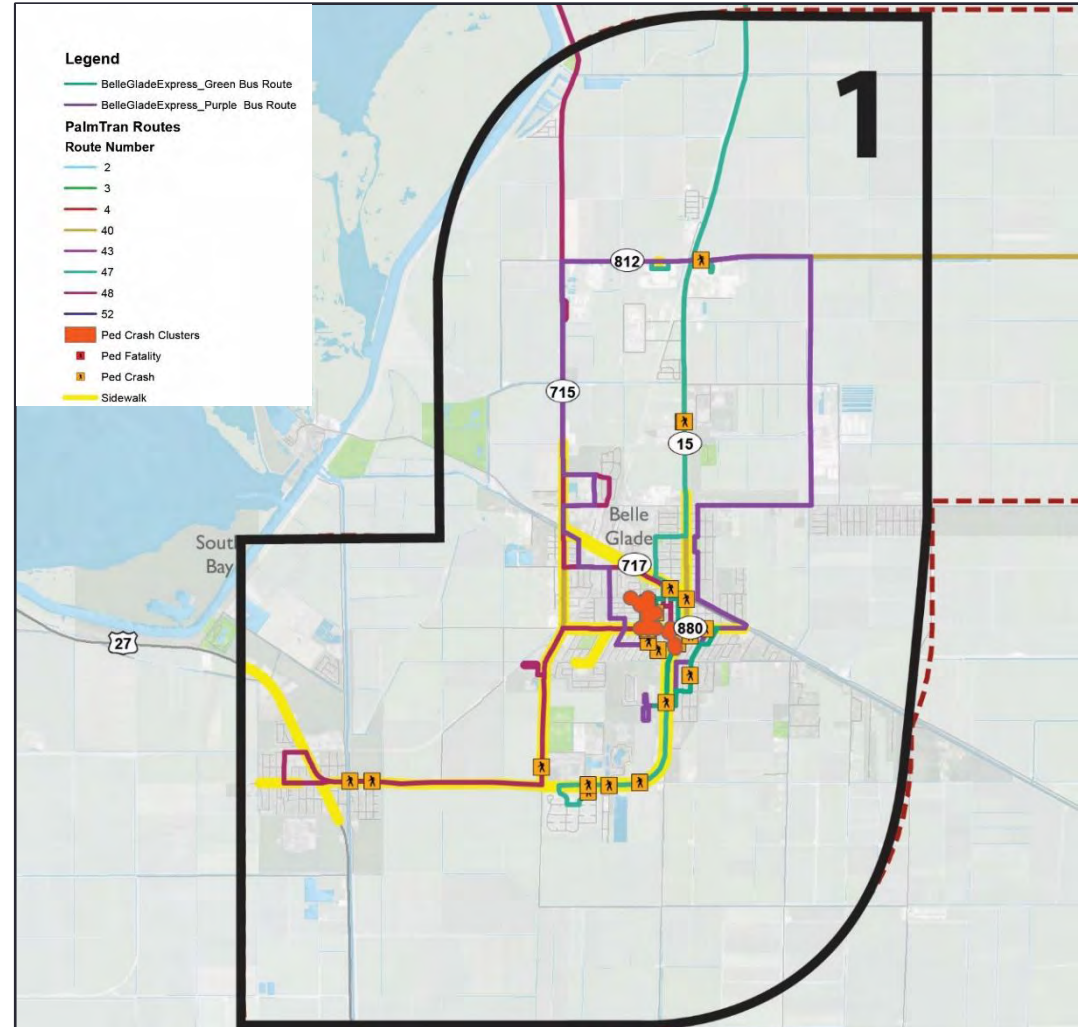 Legend
BelleGladeExpress_Green Bus Route
BelleGladeExpress_Purple Bus Route
PalmTran Routes
Route Number
2
3
4
40
43
47
48
52
Ped Crash Clusters
Ped Fatality
Ped Crash
Sidewalk
1
812
715
15
Belle
Glade
South
Bay
717
880
27